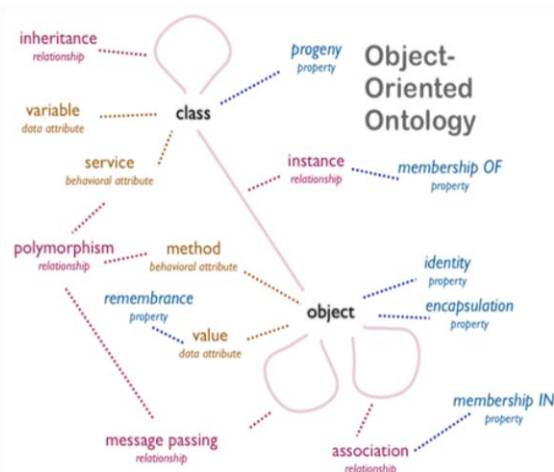 inheritance
relationship
progeny
property
Object-
Oriented
Ontology
variable
data attribute
class
service
behavioral attribute
instance
relationship
membership OF
property
polymorphism
relationship
method
behavioral attribute
identity
property
remembrance
property
encapsulation
property
object
value
data attribute
membership IN
property
message passing
relationship
association
relationship